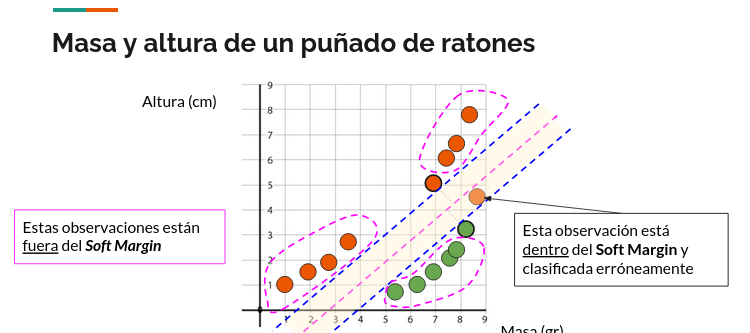 Masa y altura de un puñado de ratones
Altura (cm)
9
8
7
6
5
4
3
2
1
Estas observaciones están
fuera del Soft Margin
Esta observación está
dentro del Soft Margin y
clasificada erróneamente
1 2 3 4 5 6 7 8 9
Masa (gr)